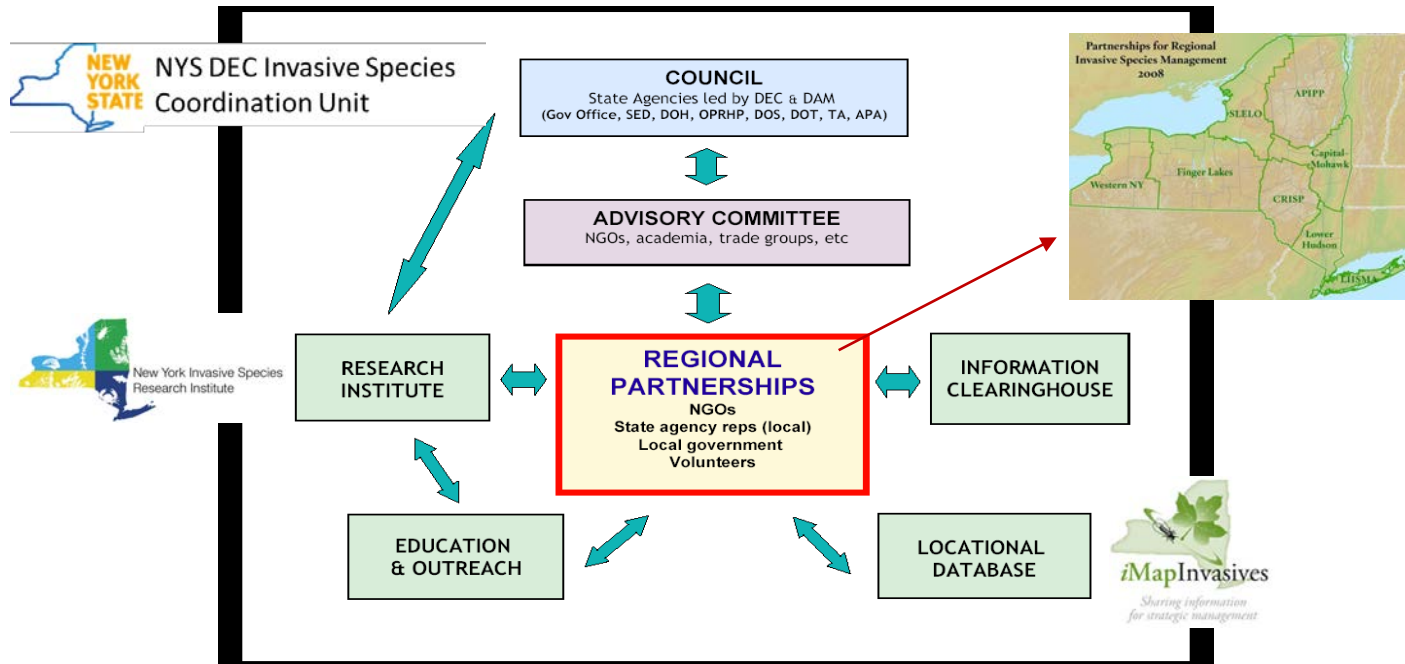 NEW
YORK
STATE
NYS DEC Invasive Species
Coordination Unit
COUNCIL
State Agencies led by DEC & DAM
(Gov Office, SED, DOH, OPRHP, DOS, DOT, TA, APA)
Partnerships for Regional
Invasive Species Management
2008
APIPP
SLELO
Capital-
Mohawk
Western NY
Finger Lakes
CRISP
Lower
Hudson
LIISMA
ADVISORY COMMITTEE
NGOs, academia, trade groups, etc
New York Invasive Species
Research Institute
RESEARCH
INSTITUTE
REGIONAL
PARTNERSHIPS
NGOs
State agency reps (local)
Local government
Volunteers
INFORMATION
CLEARINGHOUSE
EDUCATION
& OUTREACH
LOCATIONAL
DATABASE
iMapInvasives
Sharing information
for strategic management